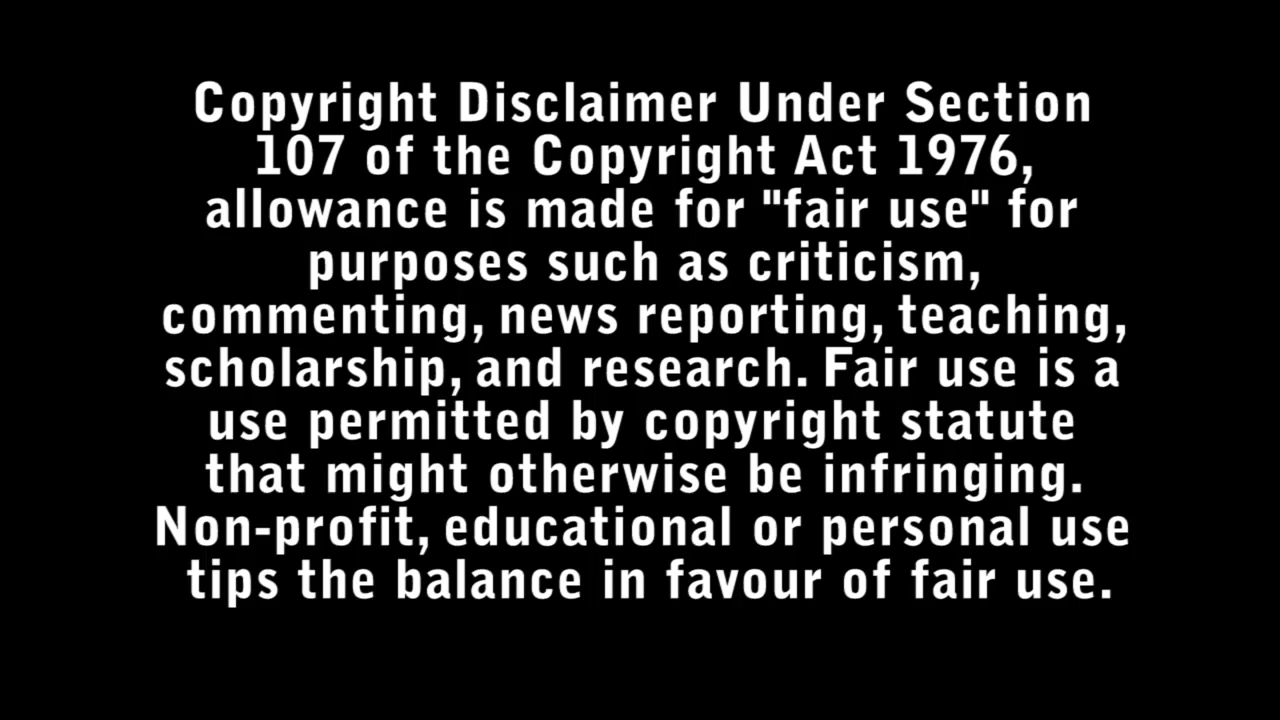 Copyright Disclaimer Under Section
107 of the Copyright Act 1976,
allowance is made for "fair use" for
purposes such as criticism,
commenting, news reporting, teaching,
scholarship, and research. Fair use is a
use permitted by copyright statute
that might otherwise be infringing.
Non-profit, educational or personal use
tips the balance in favour of fair use.